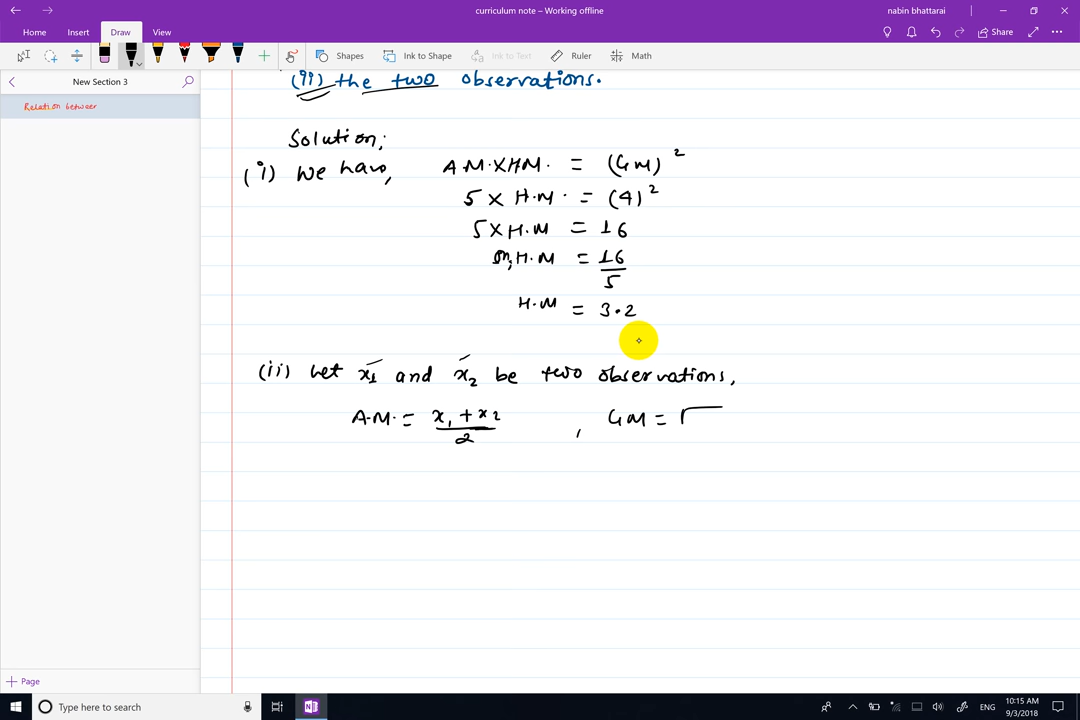 curriculum note – Working offline
nabin bhattarai
Home Insert Draw View
Share
Shapes Ink to Shape Ink to Text Ruler Math
New Section 3
Relation between
(ii) the two observations.
Solution;
(i) We have, A.M.XHM. = (G M)²
5 X H.M. = (4)²
5 X H.M = 16
or, H.M = 16/5
H.M = 3.2
(ii) Let x1 and x2 be two observations,
A.M. = x1 + x2 / 2 , G M = √
+ Page
Type here to search
ENG
10:15 AM
9/3/2018